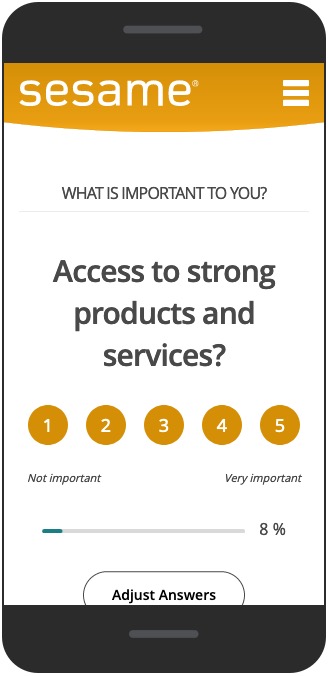 sesame®
WHAT IS IMPORTANT TO YOU?
Access to strong
products and
services?
1 2 3 4 5
Not important Very important
8 %
Adjust Answers